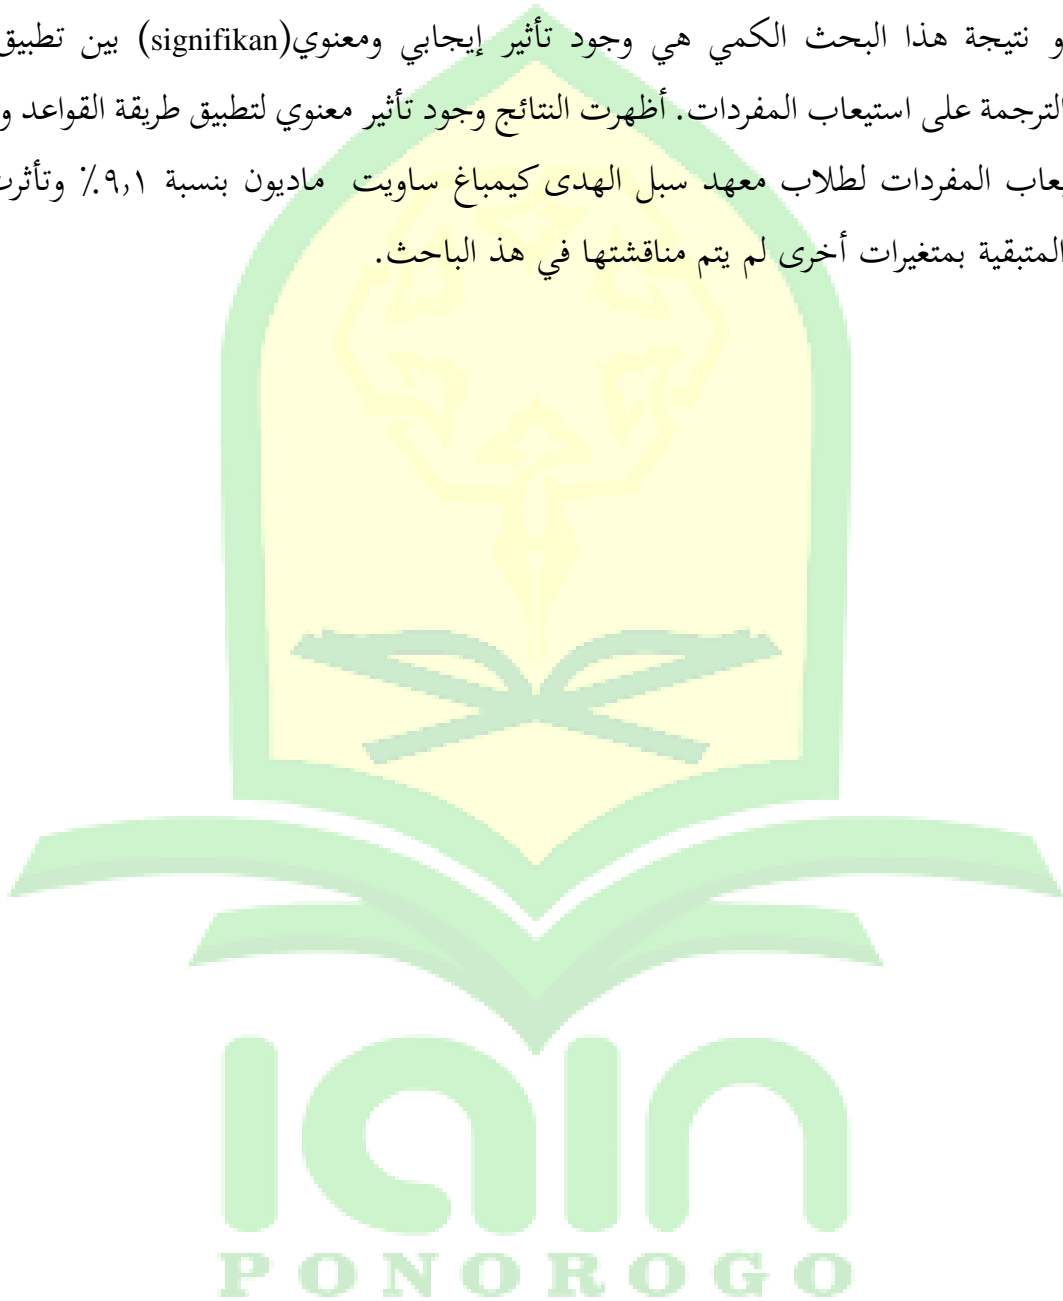 و نتيجة هذا البحث الكمي هي وجود تأثير إيجابي ومعنوي(signifikan) بين تطبيق
الترجمة على استيعاب المفردات. أظهرت النتائج وجود تأثير معنوي لتطبيق طريقة القواعد و
يعاب المفردات لطلاب معهد سبل الهدى كيمباغ ساويت ماديون بنسبة ٩,١٪ وتأثرت
المتبقية بمتغيرات أخرى لم يتم مناقشتها في هذ الباحث.
iain
PONOROGO